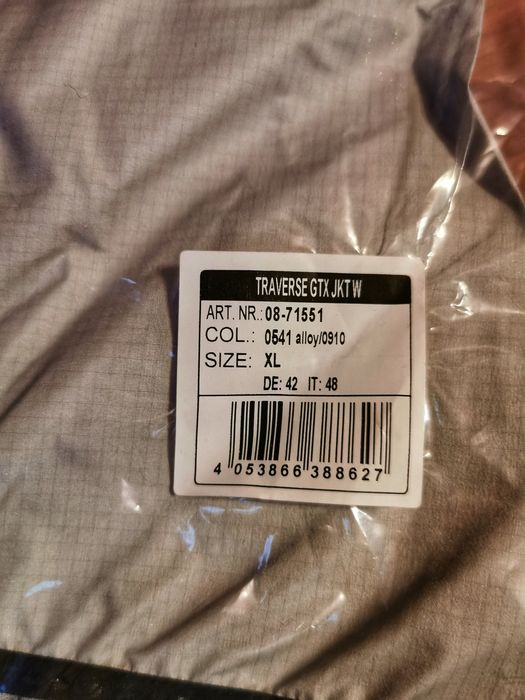 TRAVERSE GTX JKT W
ART. NR.: 08-71551
COL.: 0541 alloy/0910
SIZE: XL
DE: 42 IT: 48
4 053866 388627